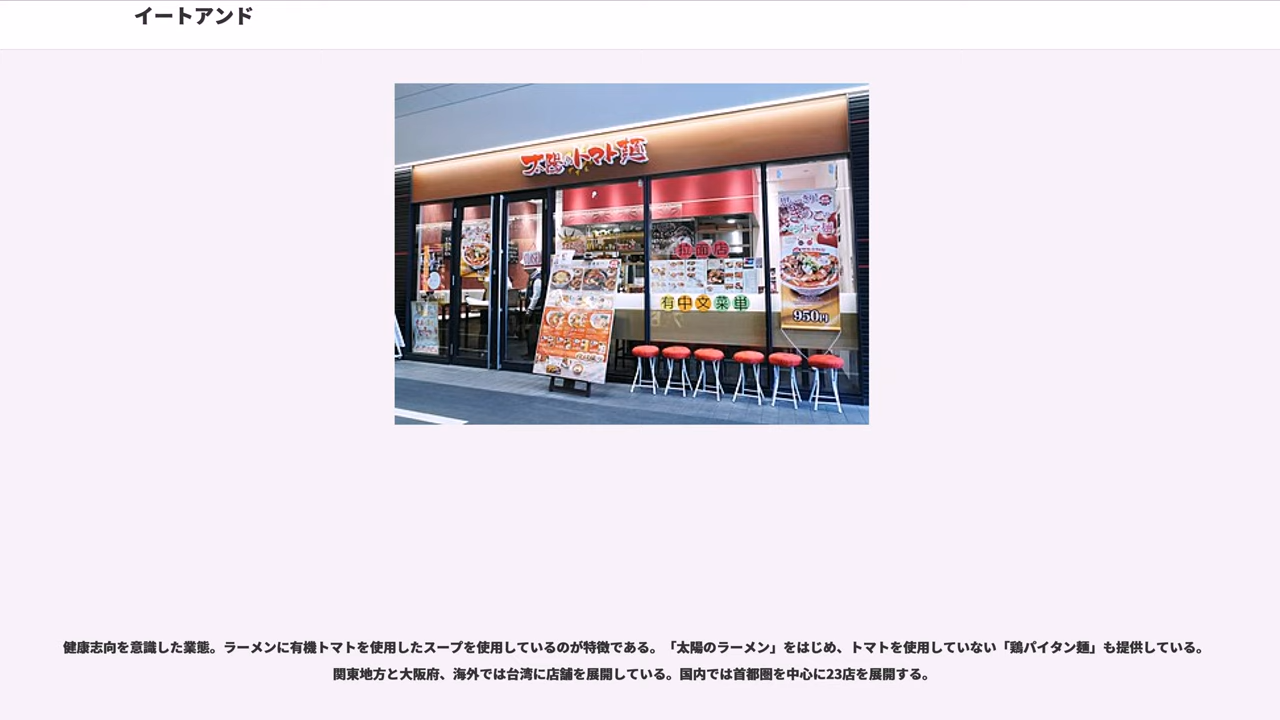 イートアンド
太陽のトマト麺
拉面店
有中文菜単
950円
健康志向を意識した業態。ラーメンに有機トマトを使用したスープを使用しているのが特徴である。「太陽のラーメン」をはじめ、トマトを使用していない「鶏パイタン麺」も提供している。
関東地方と大阪府、海外では台湾に店舗を展開している。国内では首都圏を中心に23店を展開する。